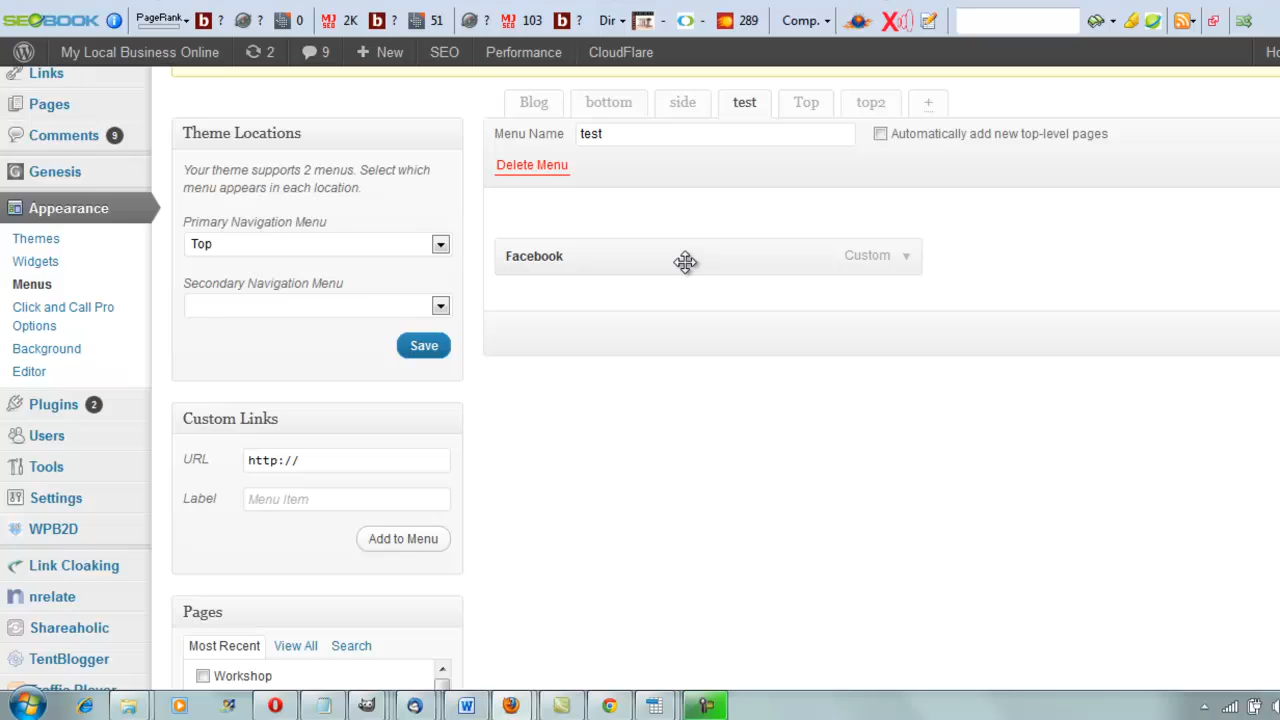 SEOBOOK PageRank ? ? 0 2K ? 51 ? 103 ? Dir - - 289 Comp.
My Local Business Online 2 9 New SEO Performance CloudFlare
Links
Pages
Comments 9
Genesis
Appearance
Themes
Widgets
Menus
Click and Call Pro
Options
Background
Editor
Plugins 2
Users
Tools
Settings
WPB2D
Link Cloaking
nrelate
Shareaholic
TentBlogger
Theme Locations
Your theme supports 2 menus. Select which
menu appears in each location.
Primary Navigation Menu
Top
Secondary Navigation Menu
Save
Custom Links
URL http://
Label Menu Item
Add to Menu
Pages
Most Recent View All Search
Workshop
Blog bottom side test Top top2 +
Menu Name test Automatically add new top-level pages
Delete Menu
Facebook Custom